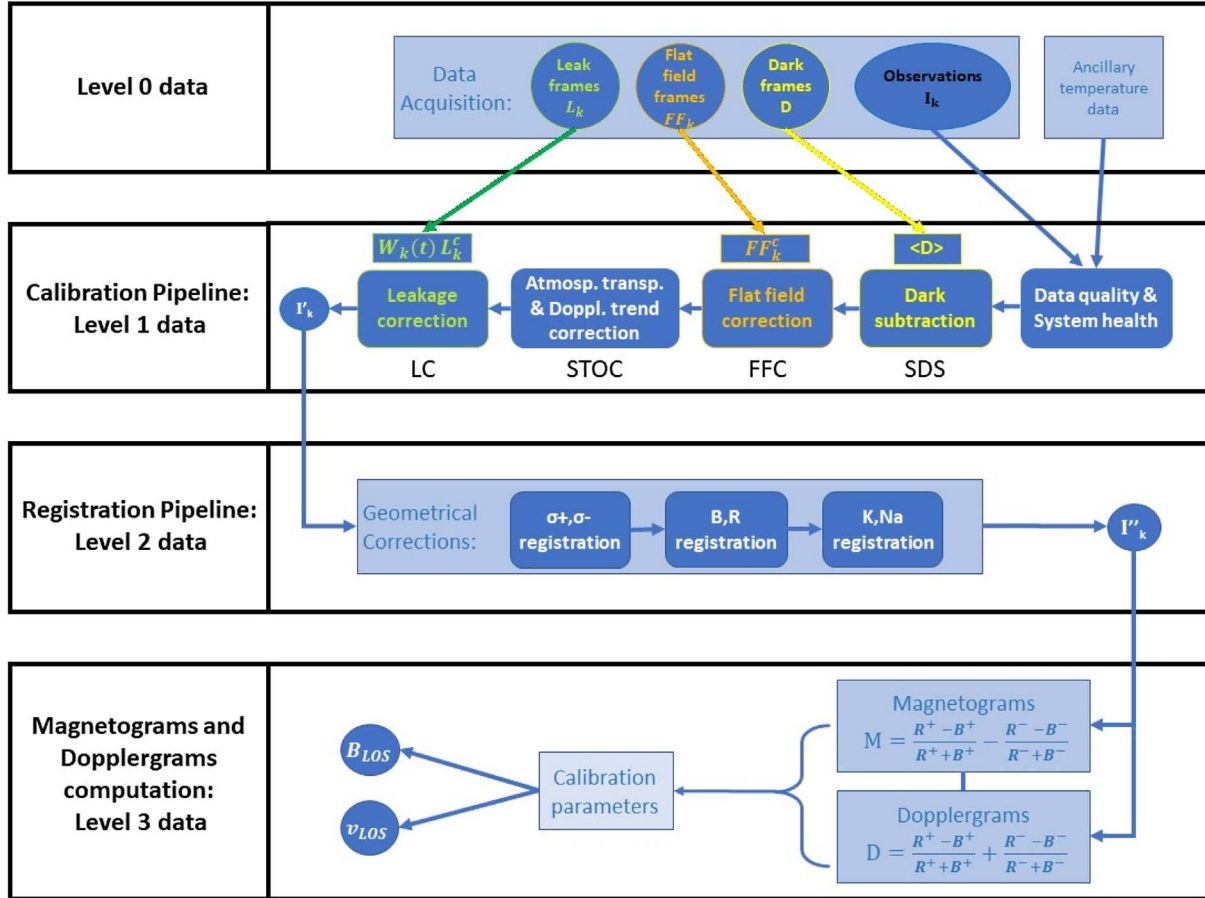 Level 0 data
Data
Acquisition:
Leak
frames
L_k
Flat
field
frames
FF_k
Dark
frames
D
Observations
I_k
Ancillary
temperature
data
Calibration Pipeline:
Level 1 data
I'_k
W_k(t) L_k^c
Leakage
correction
LC
Atmosp. transp.
& Doppl. trend
correction
STOC
FF_k^c
Flat field
correction
FFC
<D>
Dark
subtraction
SDS
Data quality &
System health
Registration Pipeline:
Level 2 data
Geometrical
Corrections:
σ+,σ-
registration
B,R
registration
K,Na
registration
I''_k
Magnetograms and
Dopplergrams
computation:
Level 3 data
B_LOS
v_LOS
Calibration
parameters
Magnetograms
M = (R^+ -B^+)/(R^+ +B^+) − (R^- -B^-)/(R^- +B^-)
Dopplergrams
D = (R^+ -B^+)/(R^+ +B^+) + (R^- -B^-)/(R^- +B^-)